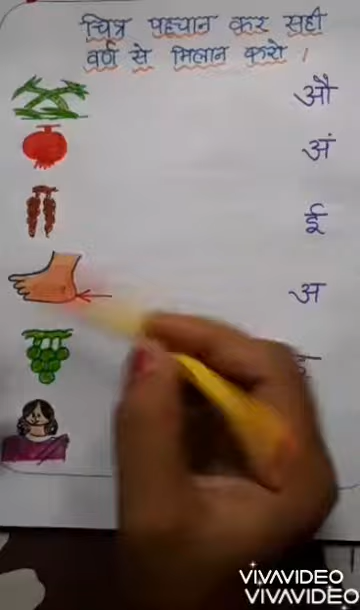 चित्र पहचान कर सही
वर्ण से मिलान करो ।
औ
अं
ई
अ
VIVAVIDEO
VIVAVIDEO